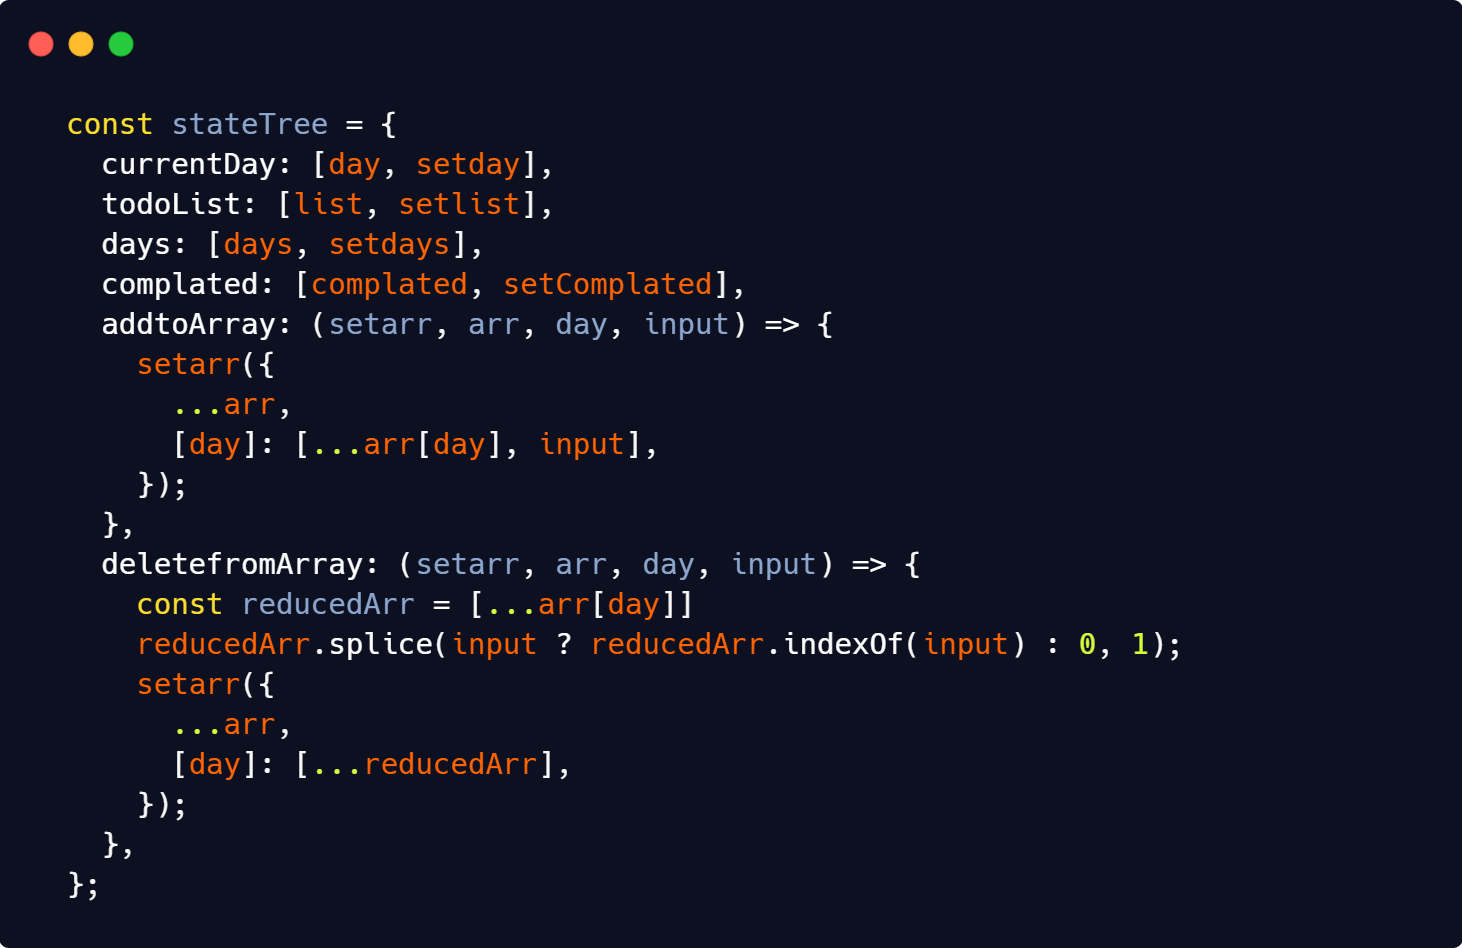 const stateTree = {
  currentDay: [day, setday],
  todoList: [list, setlist],
  days: [days, setdays],
  complated: [complated, setComplated],
  addtoArray: (setarr, arr, day, input) => {
    setarr({
      ...arr,
      [day]: [...arr[day], input],
    });
  },
  deletefromArray: (setarr, arr, day, input) => {
    const reducedArr = [...arr[day]]
    reducedArr.splice(input ? reducedArr.indexOf(input) : 0, 1);
    setarr({
      ...arr,
      [day]: [...reducedArr],
    });
  },
};